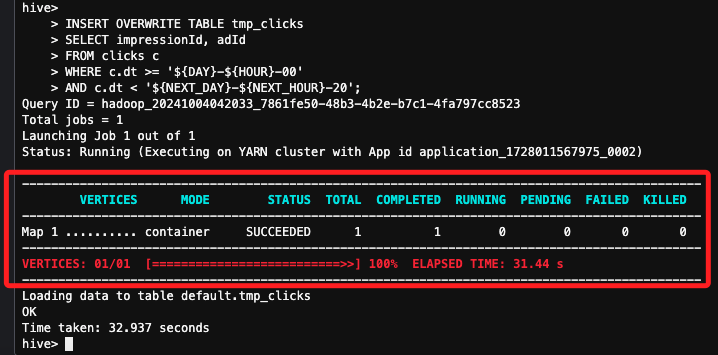 hive>
> INSERT OVERWRITE TABLE tmp_clicks
> SELECT impressionId, adId
> FROM clicks c
> WHERE c.dt >= '${DAY}-${HOUR}-00'
> AND c.dt < '${NEXT_DAY}-${NEXT_HOUR}-20';
Query ID = hadoop_20241004042033_7861fe50-48b3-4b2e-b7c1-4fa797cc8523
Total jobs = 1
Launching Job 1 out of 1
Status: Running (Executing on YARN cluster with App id application_1728011567975_0002)
----------------------------------------------------------------------------------------------
VERTICES MODE STATUS TOTAL COMPLETED RUNNING PENDING FAILED KILLED
----------------------------------------------------------------------------------------------
Map 1 .......... container SUCCEEDED 1 1 0 0 0 0
----------------------------------------------------------------------------------------------
VERTICES: 01/01 [==========================>>] 100% ELAPSED TIME: 31.44 s
----------------------------------------------------------------------------------------------
Loading data to table default.tmp_clicks
OK
Time taken: 32.937 seconds
hive>